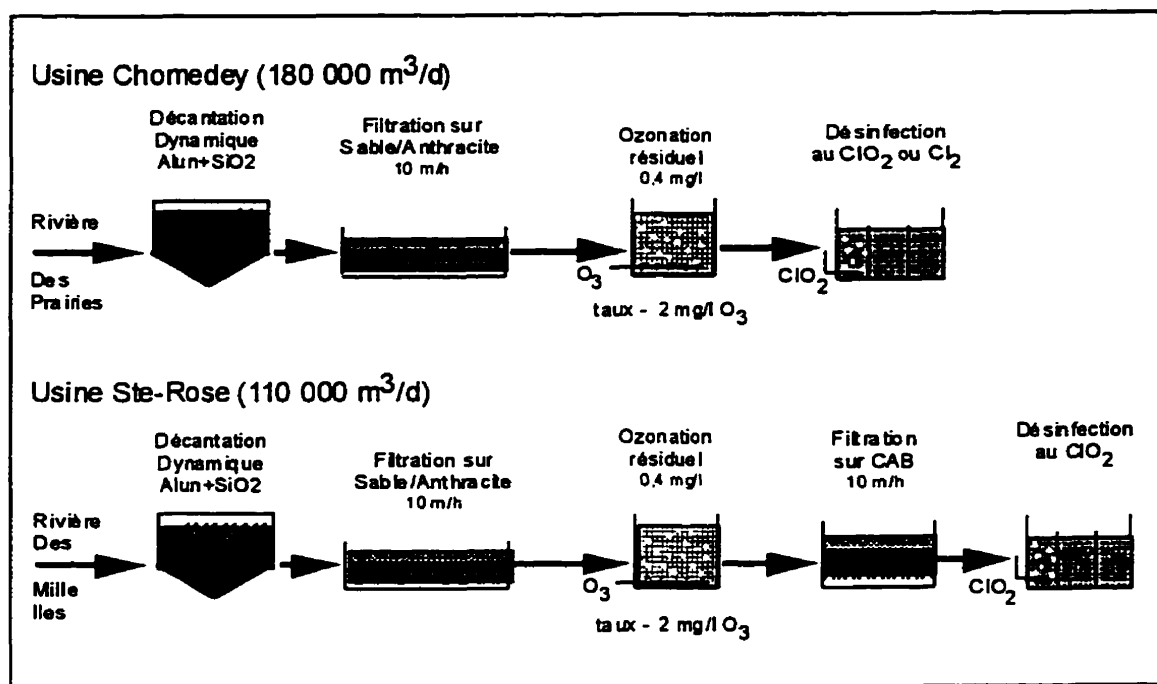 Usine Chomedey (180 000 m³/d)
Décantation
Dynamique
Alun+SiO2
Filtration sur
Sable/Anthracite
10 m/h
Ozonation
résiduel
0,4 mg/l
Désinfection
au ClO₂ ou Cl₂
Rivière
Des
Prairies
O₃
taux - 2 mg/l O₃
ClO₂
Usine Ste-Rose (110 000 m³/d)
Décantation
Dynamique
Alun+SiO2
Filtration sur
Sable/Anthracite
10 m/h
Ozonation
résiduel
0,4 mg/l
Filtration
sur CAB
10 m/h
Désinfection
au ClO₂
Rivière
Des
Mille
Iles
O₃
taux - 2 mg/l O₃
ClO₂